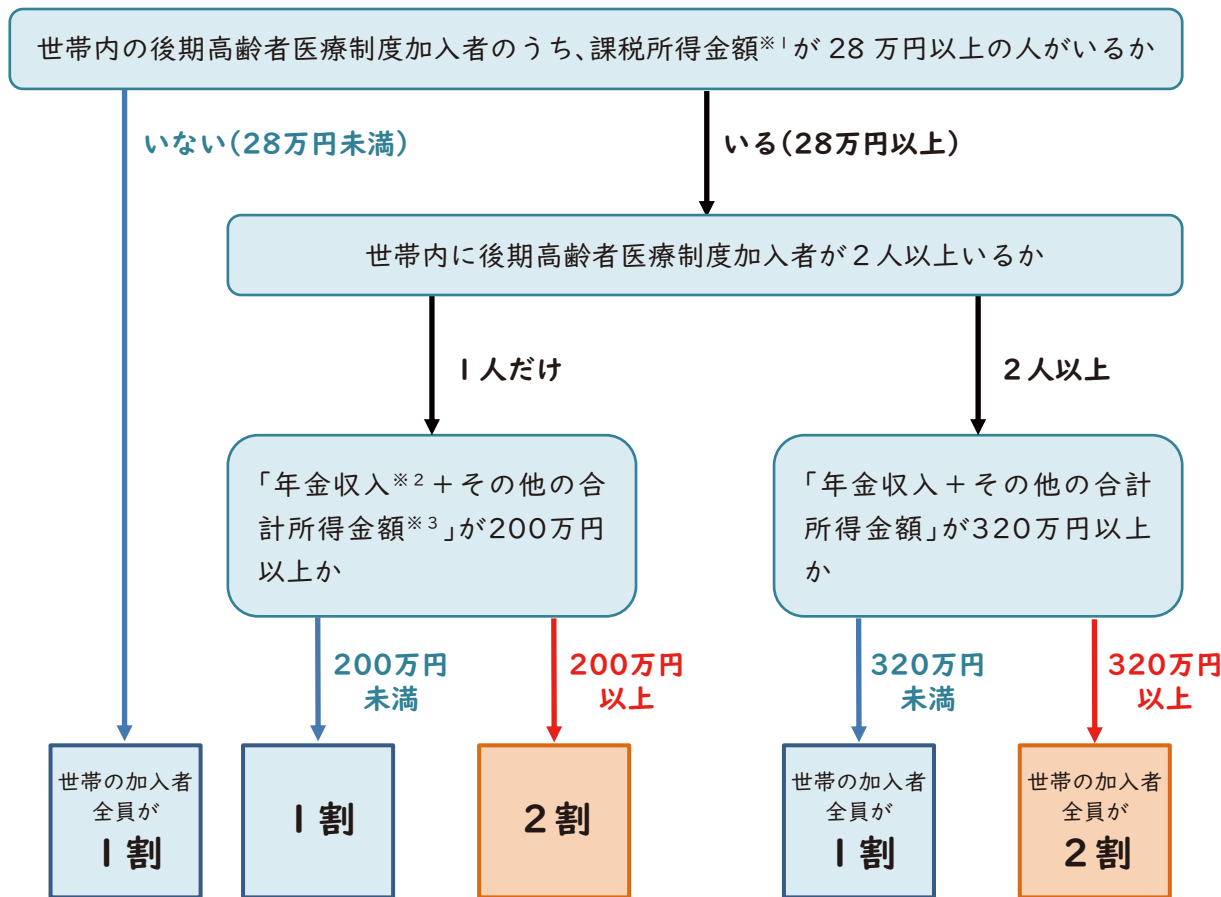 世帯内の後期高齢者医療制度加入者のうち、課税所得金額※1が 28 万円以上の人がいるか
いない(28万円未満)
いる(28万円以上)
世帯内に後期高齢者医療制度加入者が2人以上いるか
1人だけ
2人以上
「年金収入※2+その他の合
計所得金額※3」が200万円
以上か
「年金収入+その他の合計
所得金額」が320万円以上
か
200万円
未満
200万円
以上
320万円
未満
320万円
以上
世帯の加入者
全員が
1割
1割
2割
世帯の加入者
全員が
1割
世帯の加入者
全員が
2割